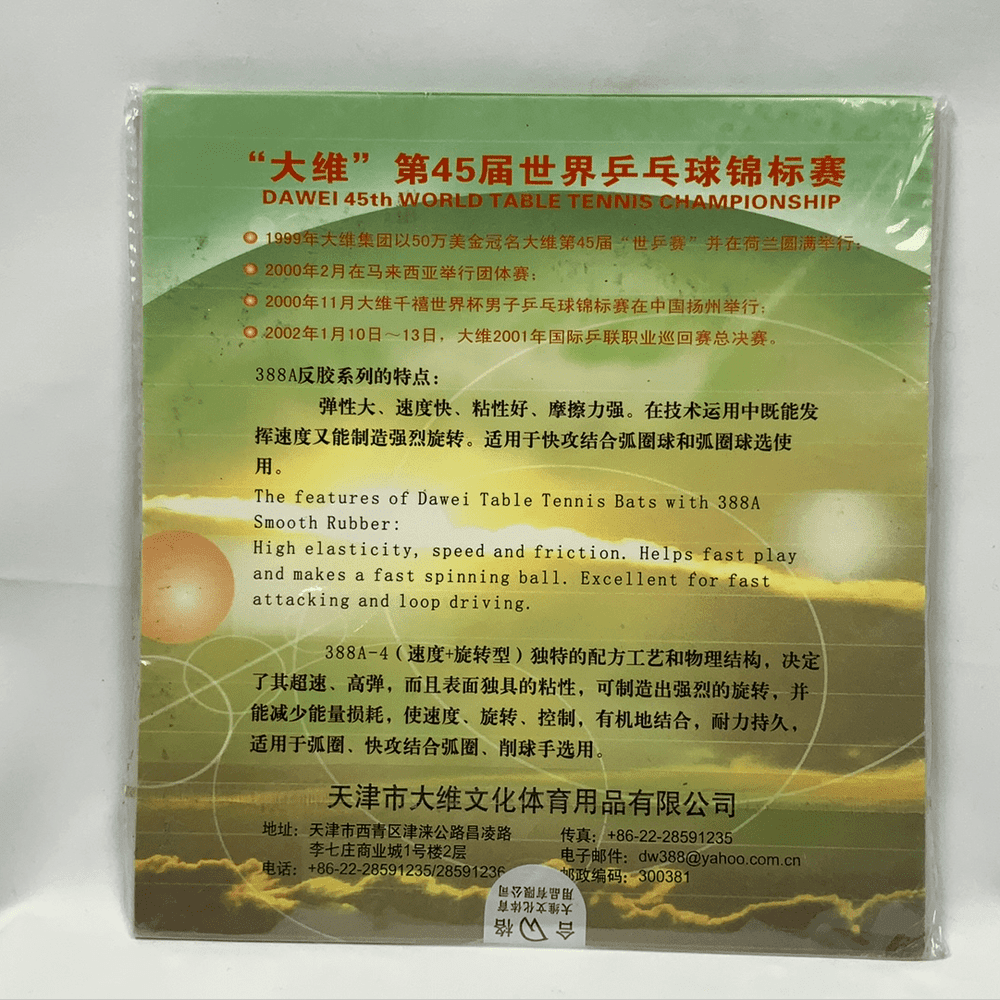 “大维”第45届世界乒乓球锦标赛
DAWEI 45th WORLD TABLE TENNIS CHAMPIONSHIP
1999年大维集团以50万美金冠名大维第45届“世乒赛”并在荷兰圆满举行;
2000年2月在马来西亚举行团体赛;
2000年11月大维千禧世界杯男子乒乓球锦标赛在中国扬州举行;
2002年1月10日~13日，大维2001年国际乒联职业巡回赛总决赛。
388A反胶系列的特点:
弹性大、速度快、粘性好、摩擦力强。在技术运用中既能发
挥速度又能制造强烈旋转。适用于快攻结合弧圈球和弧圈球选使
用。
The features of Dawei Table Tennis Bats with 388A
Smooth Rubber:
High elasticity, speed and friction. Helps fast play
and makes a fast spinning ball. Excellent for fast
attacking and loop driving.
388A-4（速度+旋转型）独特的配方工艺和物理结构，决定
了其超速、高弹，而且表面独具的粘性，可制造出强烈的旋转，并
能减少能量损耗，使速度、旋转、控制，有机地结合，耐力持久，
适用于弧圈、快攻结合弧圈、削球手选用。
天津市大维文化体育用品有限公司
地址: 天津市西青区津涞公路昌凌路
李七庄商业城1号楼2层
电话: +86-22-28591235/28591236
传真: +86-22-28591235
电子邮件: dw388@yahoo.com.cn
邮政编码: 300381
大维文化体育
用品有限公司
合格